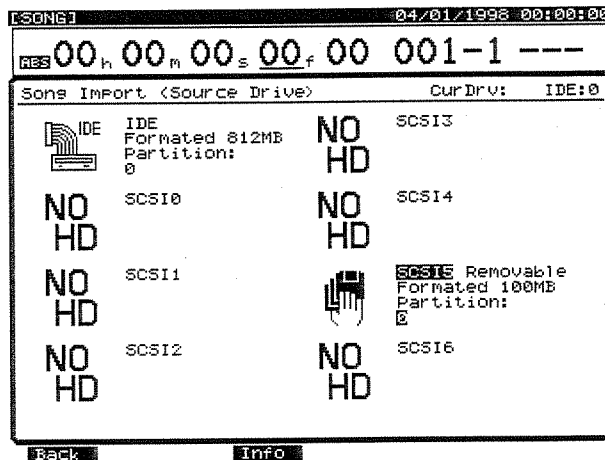 [SONG] 04/01/1998 00:00:00
ABS 00h 00m 00s 00f 00 001-1 ---
Song Import (Source Drive) CurDrv: IDE:0
IDE
IDE
Formated 812MB
Partition:
0
NO HD
SCSI0
NO HD
SCSI1
NO HD
SCSI2
NO HD
SCSI3
NO HD
SCSI4
SCSI5 Removable
Formated 100MB
Partition:
0
NO HD
SCSI6
Back Info